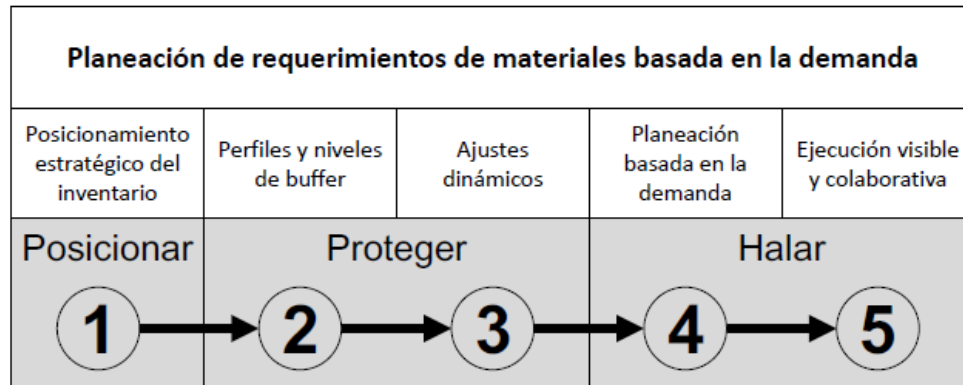 Planeación de requerimientos de materiales basada en la demanda
Posicionamiento
estratégico del
inventario
Perfiles y niveles
de buffer
Ajustes
dinámicos
Planeación
basada en la
demanda
Ejecución visible
y colaborativa
Posicionar
Proteger
Halar
1
2
3
4
5